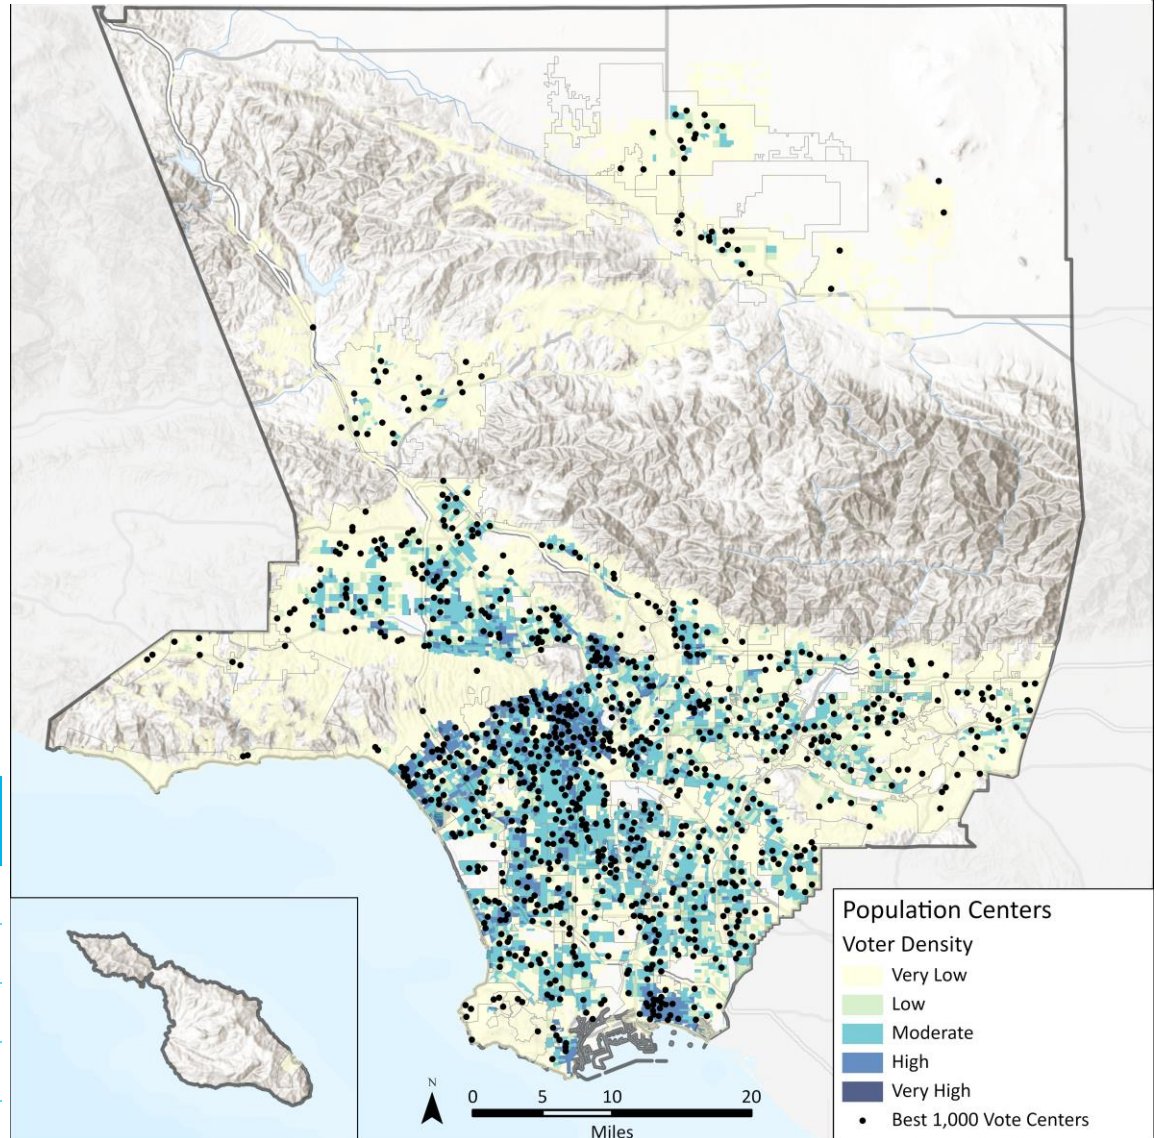 Population Centers
Voter Density
Very Low
Low
Moderate
High
Very High
Best 1,000 Vote Centers
N
0 5 10 20
Miles